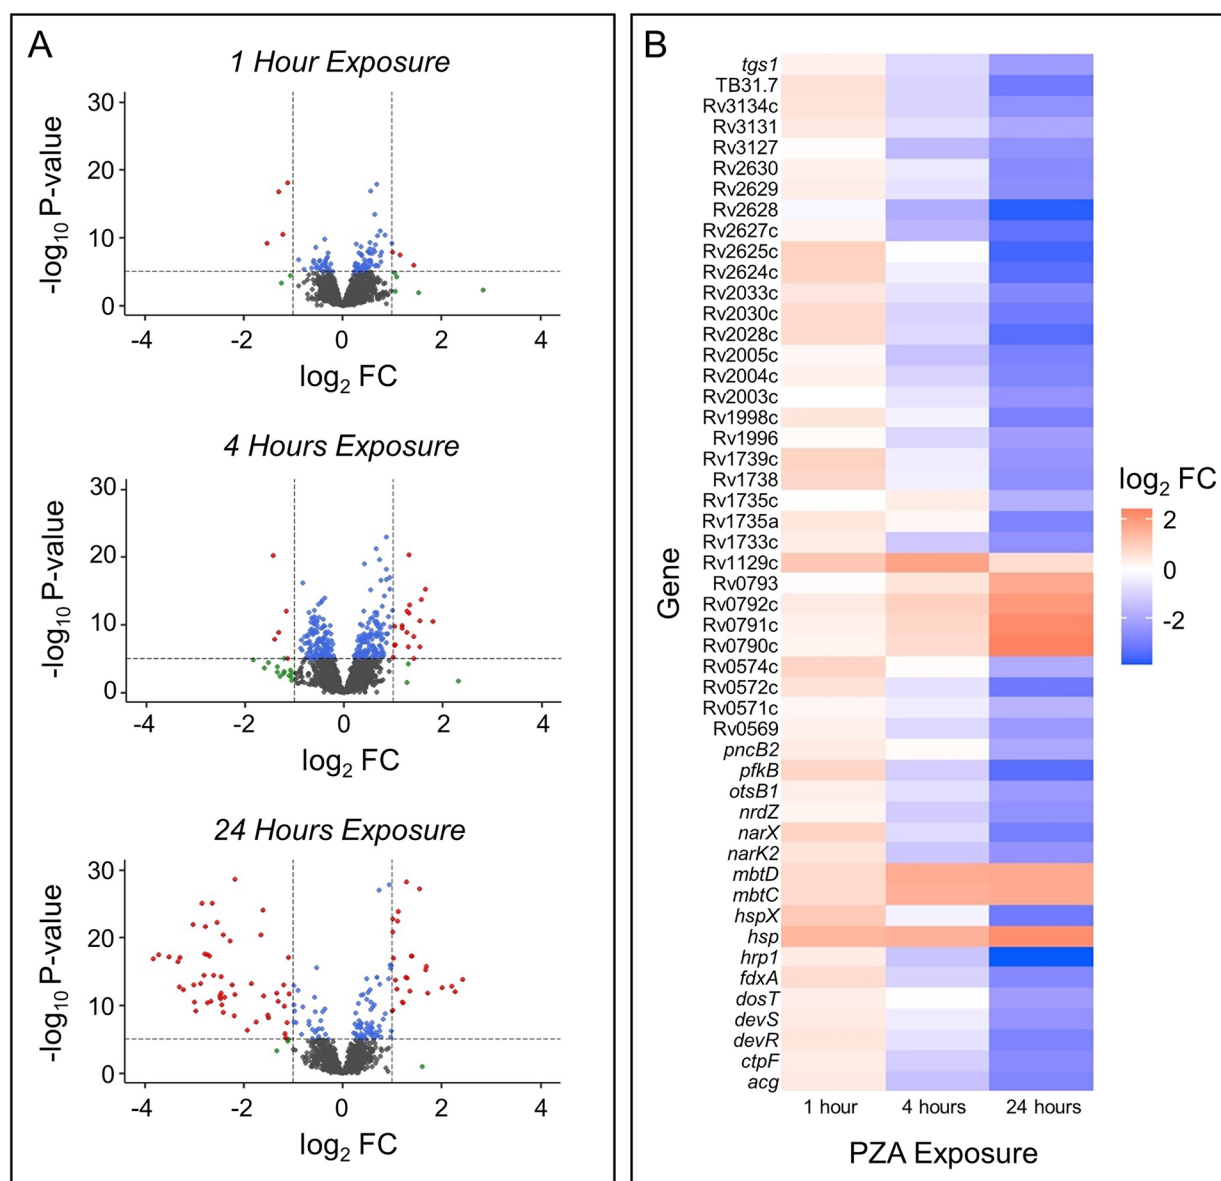 A
1 Hour Exposure
30
20
10
0
-log10 P-value
-4 -2 0 2 4
log2 FC
4 Hours Exposure
30
20
10
0
-log10 P-value
-4 -2 0 2 4
log2 FC
24 Hours Exposure
30
20
10
0
-log10 P-value
-4 -2 0 2 4
log2 FC
B
Gene
tgs1
TB31.7
Rv3134c
Rv3131
Rv3127
Rv2630
Rv2629
Rv2628
Rv2627c
Rv2625c
Rv2624c
Rv2033c
Rv2030c
Rv2028c
Rv2005c
Rv2004c
Rv2003c
Rv1998c
Rv1996
Rv1739c
Rv1738
Rv1735c
Rv1735a
Rv1733c
Rv1129c
Rv0793
Rv0792c
Rv0791c
Rv0790c
Rv0574c
Rv0572c
Rv0571c
Rv0569
pncB2
pfkB
otsB1
nrdZ
narX
narK2
mbtD
mbtC
hspX
hsp
hrp1
fdxA
dosT
devS
devR
ctpF
acg
1 hour 4 hours 24 hours
PZA Exposure
log2 FC
2
0
-2